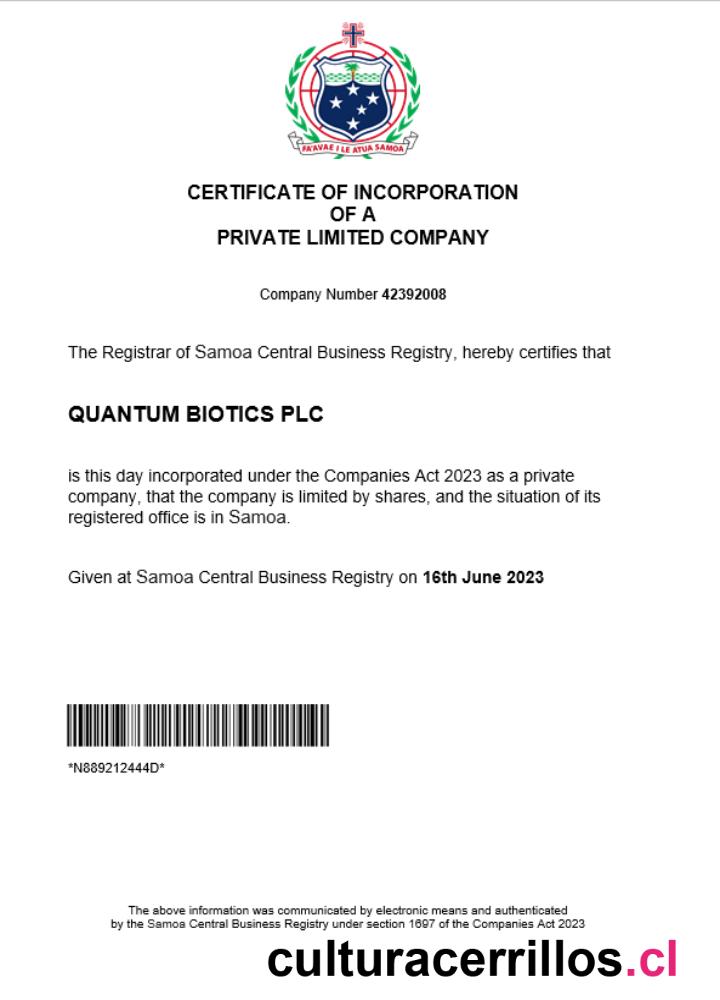 FA'AVAE I LE ATUA SAMOA
CERTIFICATE OF INCORPORATION
OF A
PRIVATE LIMITED COMPANY
Company Number 42392008
The Registrar of Samoa Central Business Registry, hereby certifies that
QUANTUM BIOTICS PLC
is this day incorporated under the Companies Act 2023 as a private
company, that the company is limited by shares, and the situation of its
registered office is in Samoa.
Given at Samoa Central Business Registry on 16th June 2023
*N889212444D*
The above information was communicated by electronic means and authenticated
by the Samoa Central Business Registry under section 1697 of the Companies Act 2023
culturacerrillos.cl